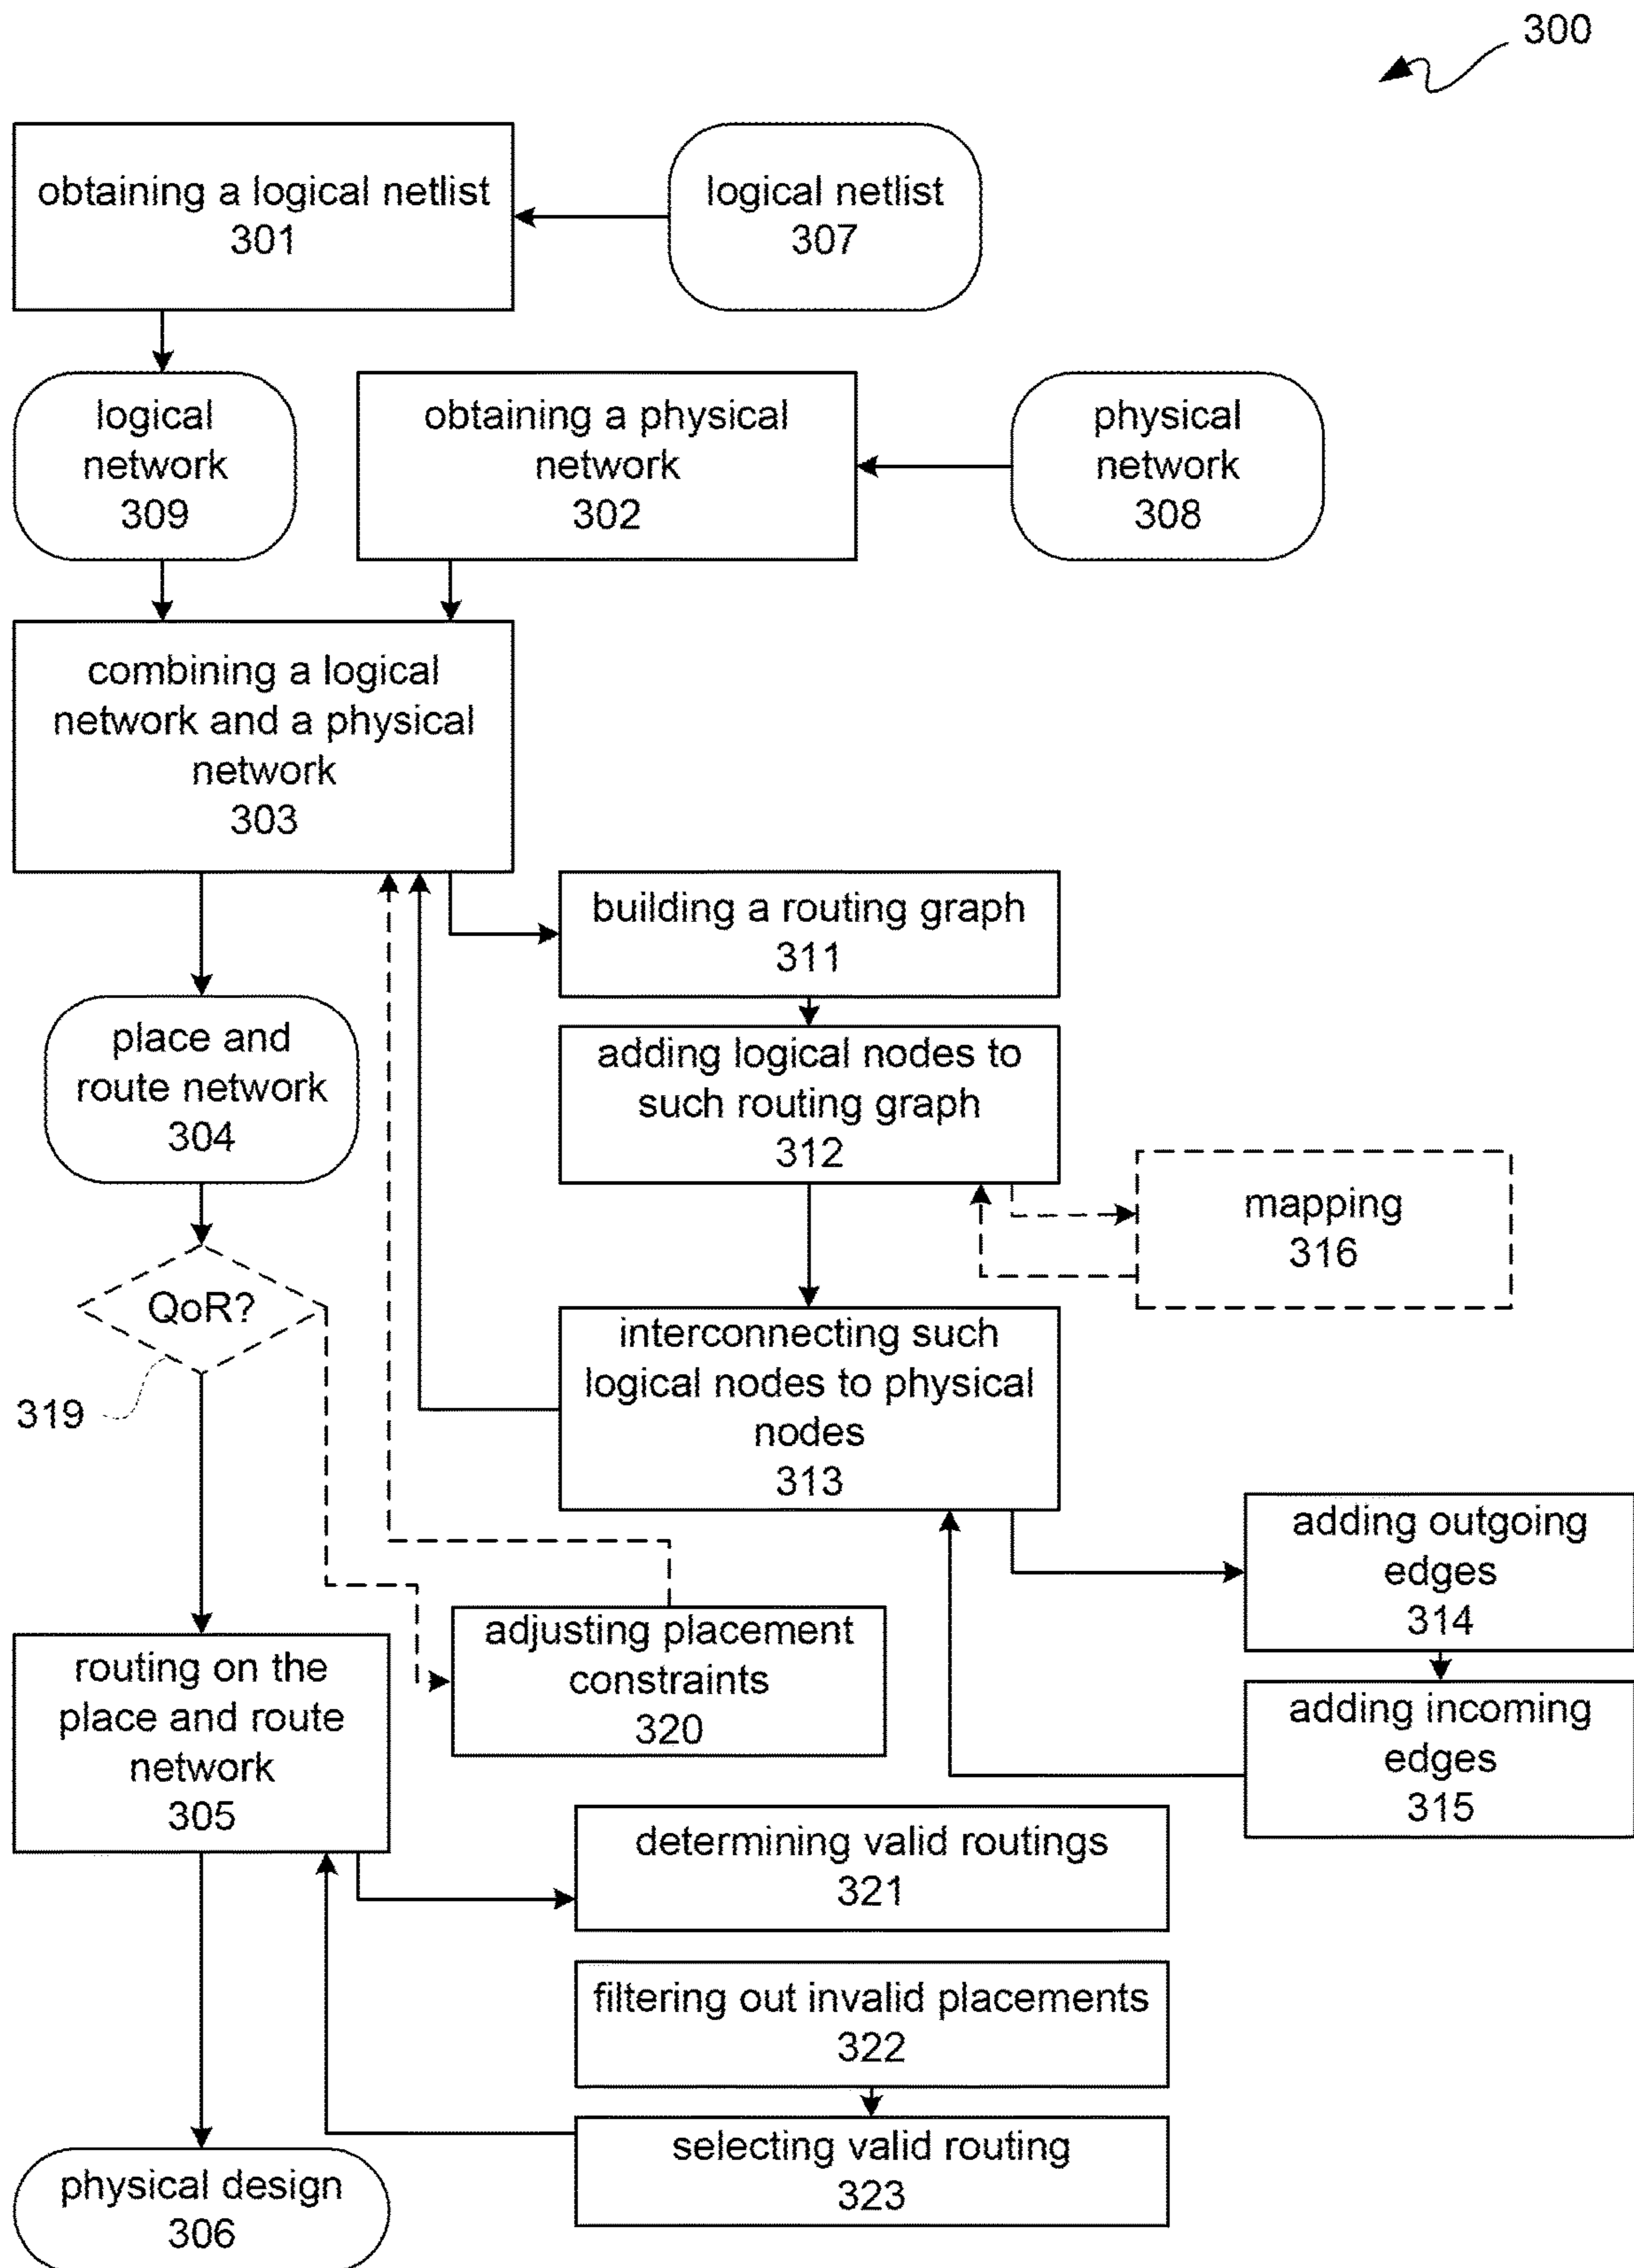 300
obtaining a logical netlist
301
logical netlist
307
logical
network
309
obtaining a physical
network
302
physical
network
308
combining a logical
network and a physical
network
303
building a routing graph
311
place and
route network
304
adding logical nodes to
such routing graph
312
mapping
316
QoR?
319
interconnecting such
logical nodes to physical
nodes
313
adding outgoing
edges
314
adjusting placement
constraints
320
routing on the
place and route
network
305
adding incoming
edges
315
determining valid routings
321
filtering out invalid placements
322
selecting valid routing
323
physical design
306